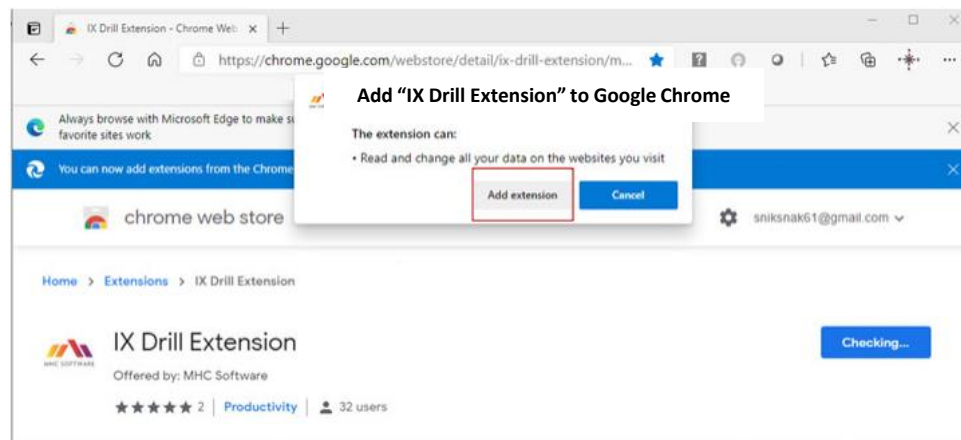 IX Drill Extension - Chrome Web
https://chrome.google.com/webstore/detail/ix-drill-extension/m...
Add “IX Drill Extension” to Google Chrome
Always browse with Microsoft Edge to make su
favorite sites work
The extension can:
• Read and change all your data on the websites you visit
You can now add extensions from the Chrome
Add extension
Cancel
chrome web store
sniksnak61@gmail.com
Home > Extensions > IX Drill Extension
IX Drill Extension
Checking...
MHC SOFTWARE
Offered by: MHC Software
★★★★★ 2 | Productivity | 32 users